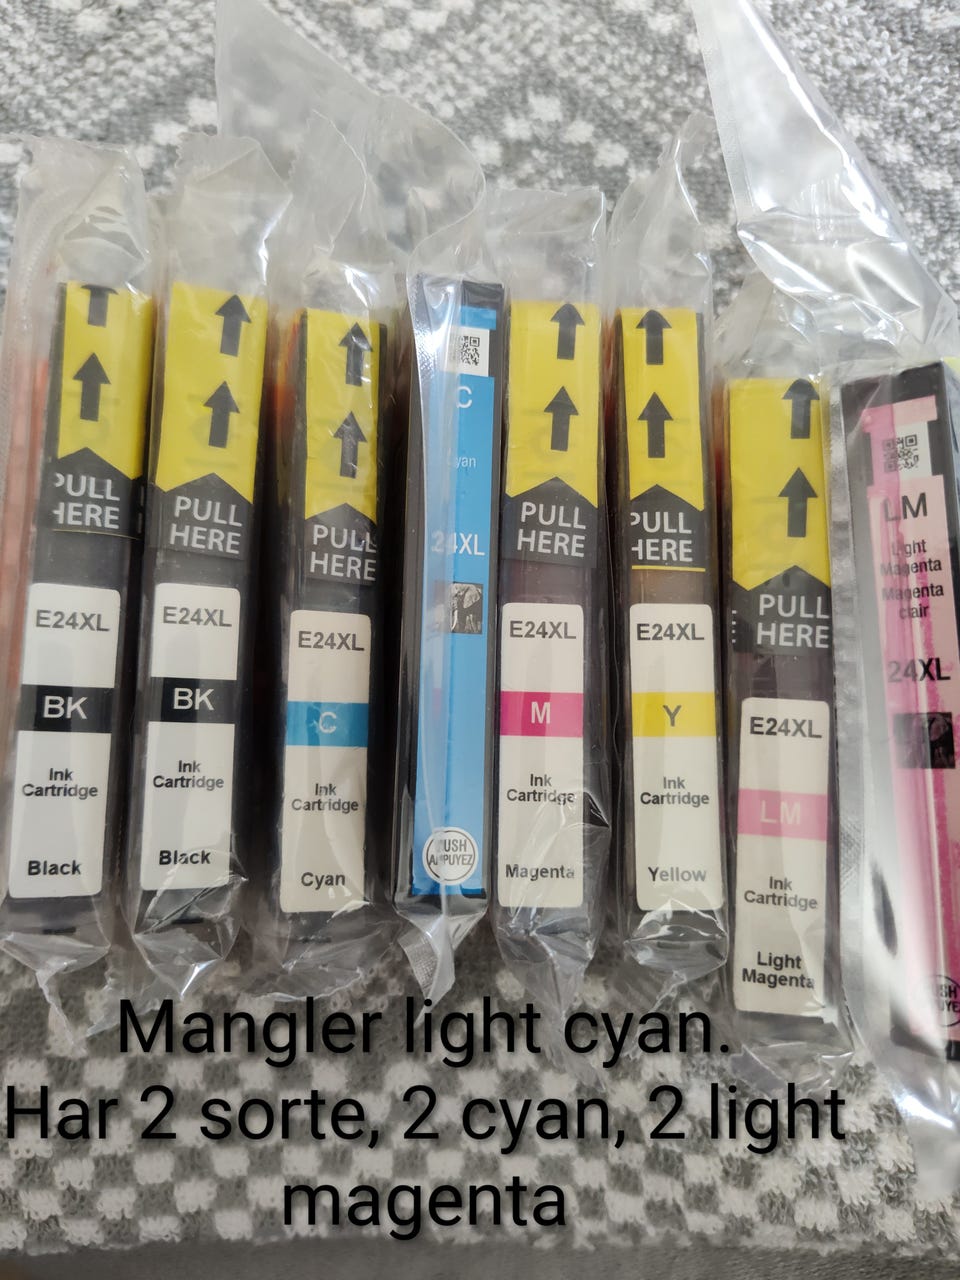 PULL
HERE
E24XL
BK
Ink
Cartridge
Black
PULL
HERE
E24XL
BK
Ink
Cartridge
Black
PULL
HERE
E24XL
C
Ink
Cartridge
Cyan
C
yan
24XL
PUSH
APPUYEZ
PULL
HERE
E24XL
M
Ink
Cartridge
Magenta
PULL
HERE
E24XL
Y
Ink
Cartridge
Yellow
PULL
HERE
E24XL
LM
Ink
Cartridge
Light
Magenta
LM
Light
Magenta
Magenta
clair
24XL
Mangler light cyan.
Har 2 sorte, 2 cyan, 2 light
magenta